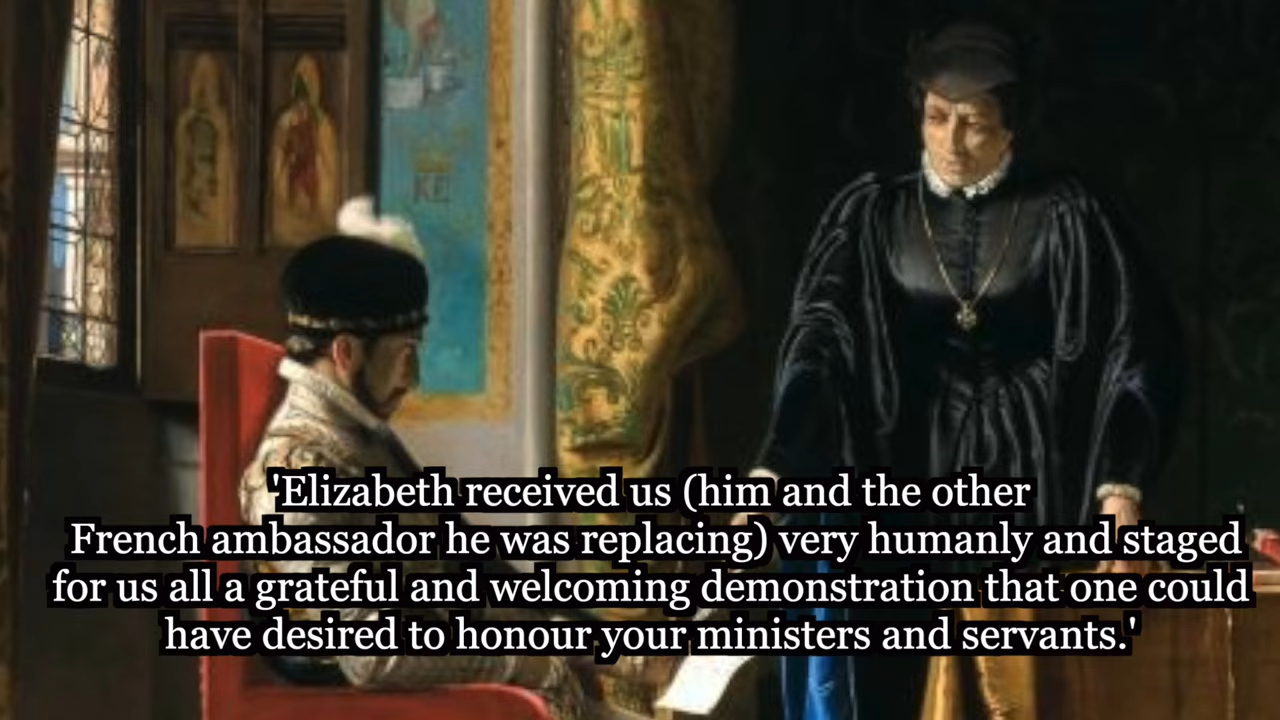 'Elizabeth received us (him and the other
French ambassador he was replacing) very humanly and staged
for us all a grateful and welcoming demonstration that one could
have desired to honour your ministers and servants.'